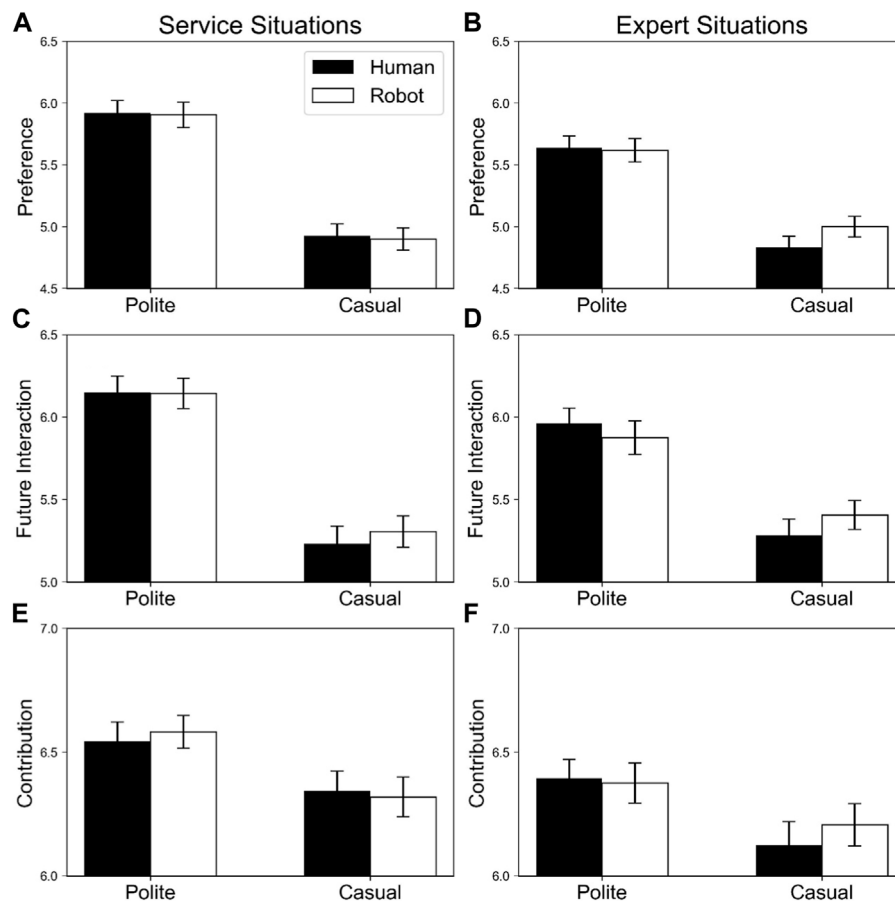 A
Service Situations
Preference
6.5
6.0
5.5
5.0
4.5
Human
Robot
Polite
Casual
B
Expert Situations
Preference
6.5
6.0
5.5
5.0
4.5
Polite
Casual
C
Future Interaction
6.5
6.0
5.5
5.0
Polite
Casual
D
Future Interaction
6.5
6.0
5.5
5.0
Polite
Casual
E
Contribution
7.0
6.5
6.0
Polite
Casual
F
Contribution
7.0
6.5
6.0
Polite
Casual